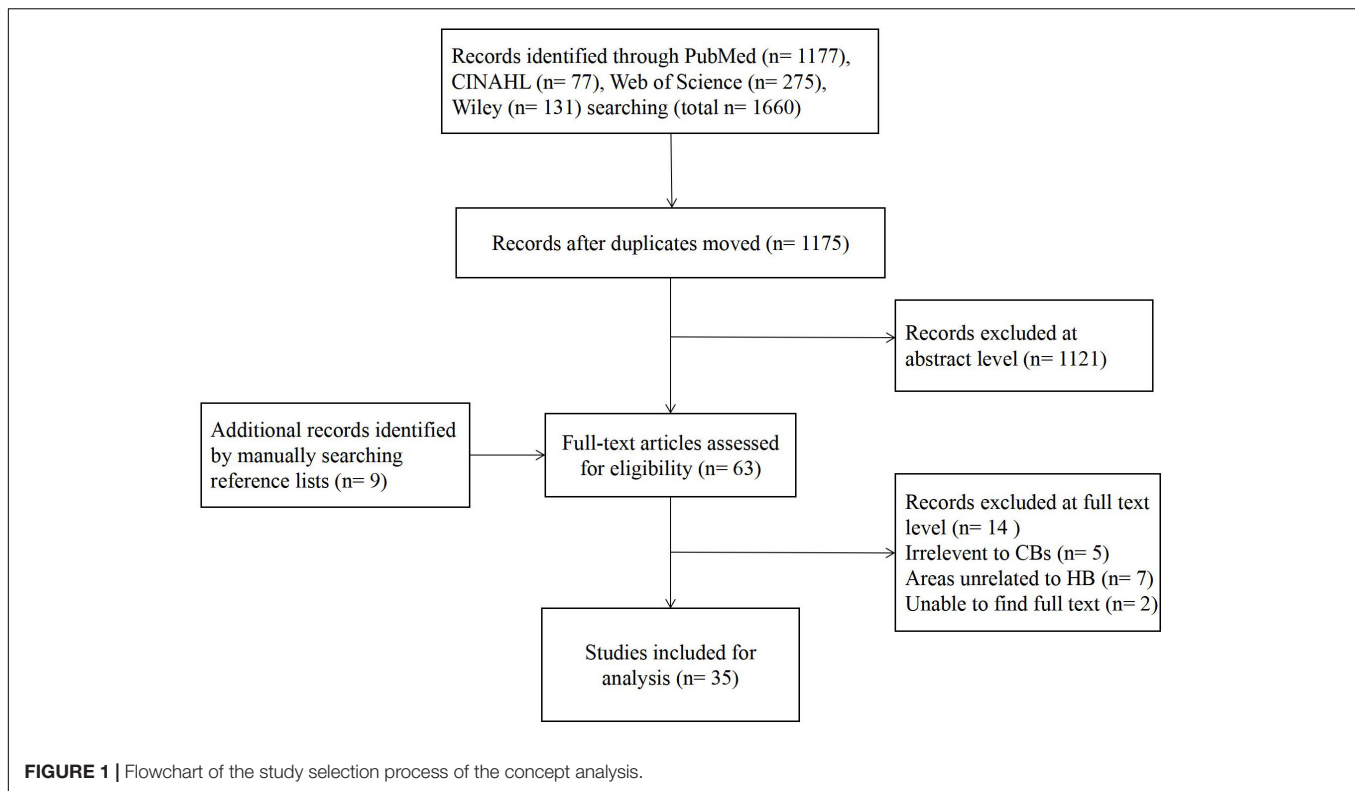 Records identified through PubMed (n= 1177),
CINAHL (n= 77), Web of Science (n= 275),
Wiley (n= 131) searching (total n= 1660)
Records after duplicates moved (n= 1175)
Records excluded at
abstract level (n= 1121)
Additional records identified
by manually searching
reference lists (n= 9)
Full-text articles assessed
for eligibility (n= 63)
Records excluded at full text
level (n= 14 )
Irrelevent to CBs (n= 5)
Areas unrelated to HB (n= 7)
Unable to find full text (n= 2)
Studies included for
analysis (n= 35)
FIGURE 1 | Flowchart of the study selection process of the concept analysis.